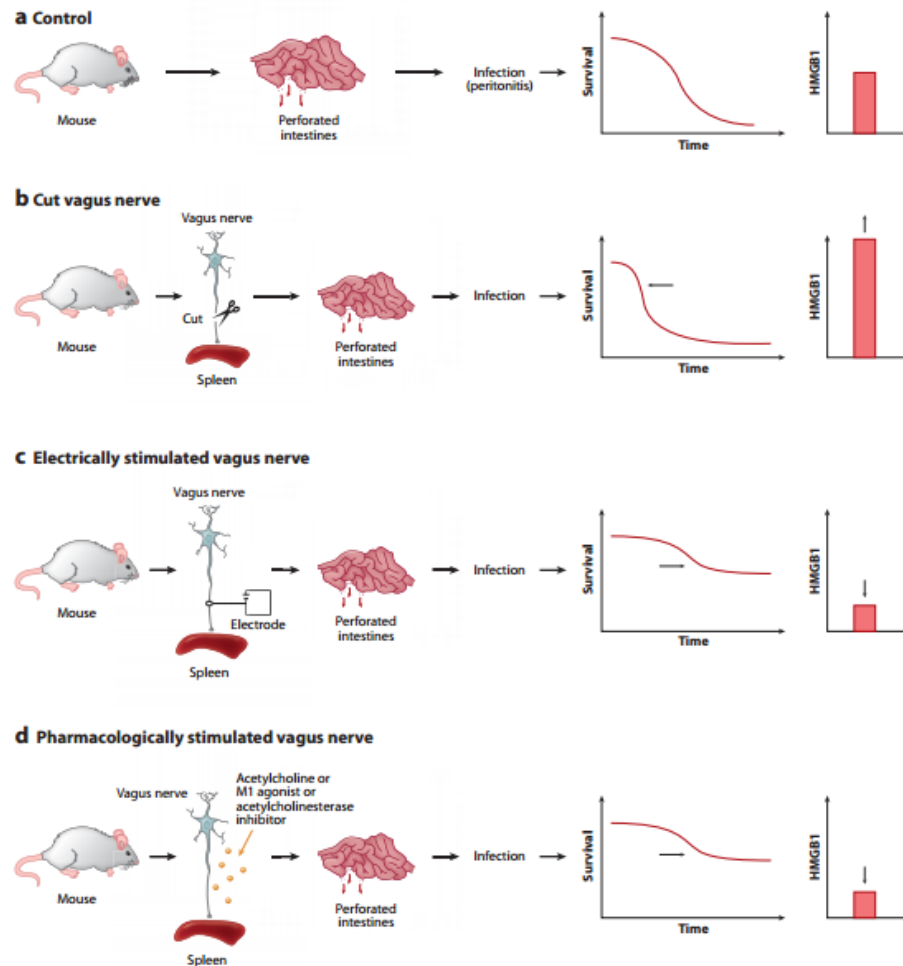 a Control
Mouse
Perforated
intestines
Infection
(peritonitis)
Survival
Time
HMGB1
b Cut vagus nerve
Vagus nerve
Mouse
Cut
Spleen
Perforated
intestines
Infection
Survival
Time
HMGB1
c Electrically stimulated vagus nerve
Vagus nerve
Mouse
Electrode
Spleen
Perforated
intestines
Infection
Survival
Time
HMGB1
d Pharmacologically stimulated vagus nerve
Vagus nerve
Acetylcholine or
M1 agonist or
acetylcholinesterase
inhibitor
Mouse
Spleen
Perforated
intestines
Infection
Survival
Time
HMGB1